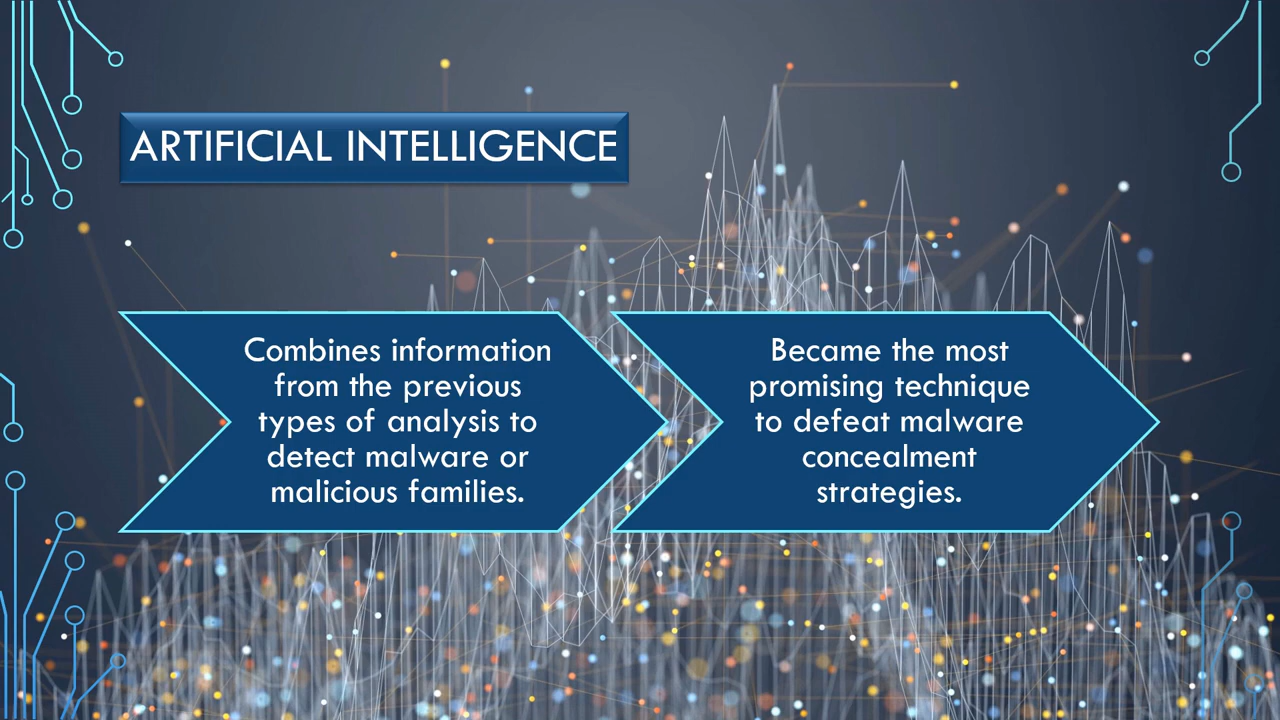 ARTIFICIAL INTELLIGENCE
Combines information
from the previous
types of analysis to
detect malware or
malicious families.
Became the most
promising technique
to defeat malware
concealment
strategies.